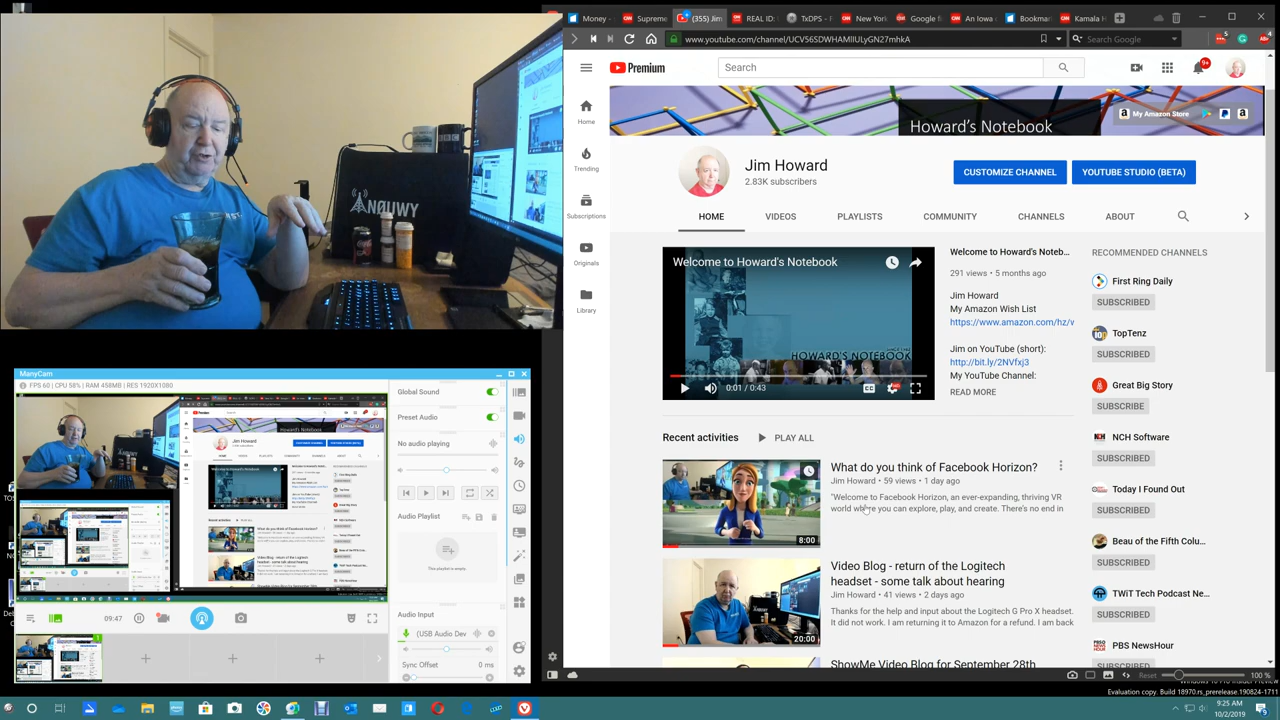 Money -
Supreme
(355) Jim
REAL ID:
TxDPS -
New York
Google
An Iowa
Bookmar
Kamala H
www.youtube.com/channel/UCV56SDWHAMllULyGN27mhkA
Search Google
Premium
Search
9+
Howard's Notebook
My Amazon Store
Jim Howard
2.83K subscribers
CUSTOMIZE CHANNEL
YOUTUBE STUDIO (BETA)
HOME
VIDEOS
PLAYLISTS
COMMUNITY
CHANNELS
ABOUT
Home
Trending
Subscriptions
Originals
Library
Welcome to Howard's Notebook
HOWARD'S NOTEBOOK
0:01 / 0:43
Welcome to Howard's Noteb...
291 views • 5 months ago
Jim Howard
My Amazon Wish List
https://www.amazon.com/hz/v
Jim on YouTube (short):
http://bit.ly/2NVfxj3
My YouTube Channel:
READ MORE
RECOMMENDED CHANNELS
First Ring Daily
SUBSCRIBED
TopTenz
SUBSCRIBED
Great Big Story
SUBSCRIBE
NCH Software
SUBSCRIBED
Today I Found Out
SUBSCRIBED
Beau of the Fifth Colu...
SUBSCRIBED
TWiT Tech Podcast Ne...
SUBSCRIBED
PBS NewsHour
SUBSCRIBED
Recent activities
PLAY ALL
8:00
What do you think of Facebook Horizon?
Jim Howard • 59 views • 1 day ago
"Welcome to Facebook Horizon, an ever-expanding, thriving VR
world where you can explore, play, and create. There's no end in
20:00
Video Blog - return of the Logitech
headset - some talk about hearing
Jim Howard • 41 views • 2 days ago
Thanks for the help and input about the Logitech G Pro X headset.
It did not work. I am returning it to Amazon for a refund. I am back
ShowMe Video Blog for September 28th
NØUWY
BBC
ManyCam
FPS 60 | CPU 58% | RAM 458MB | RES 1920X1080
Global Sound
Preset Audio
No audio playing
Audio Playlist
This playlist is empty.
Audio Input
(USB Audio Dev
Sync Offset
0 ms
09:47
Reset
100 %
Evaluation copy. Build 18970.rs_prerelease.190824-1711
9:25 AM
10/2/2019